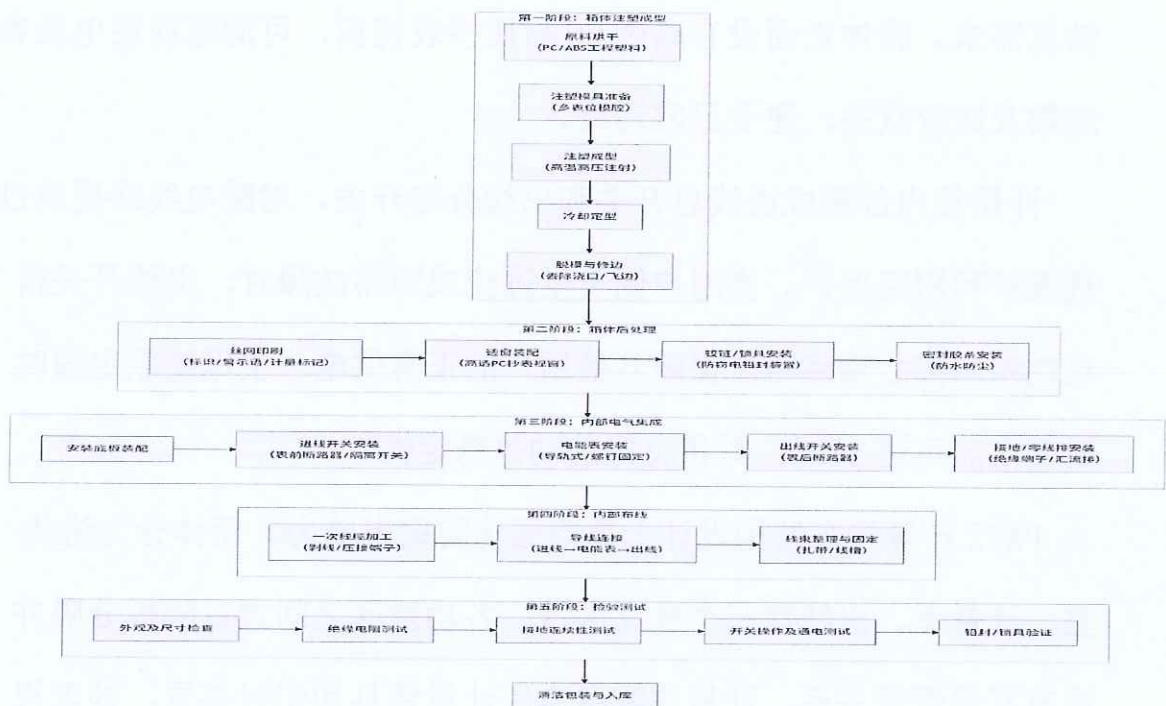 第一阶段：箱体注塑成型
原料烘干
(PC/ABS工程塑料)
注塑模具准备
(多表位模腔)
注塑成型
(高温高压注射)
冷却定型
脱模与修边
(去除浇口/飞边)
第二阶段：箱体后处理
丝网印刷
(标识/警示语/计量标记)
透窗装配
(高透PC抄表视窗)
铰链/锁具安装
(防窃电铅封装置)
密封胶条安装
(防水防尘)
第三阶段：内部电气集成
安装底板装配
进线开关安装
(表前断路器/隔离开关)
电能表安装
(导轨式/螺钉固定)
出线开关安装
(表后断路器)
接地/零线排安装
(绝缘端子/汇流排)
第四阶段：内部布线
一次线缆加工
(剥线/压接端子)
导线连接
(进线→电能表→出线)
线束整理与固定
(扎带/线槽)
第五阶段：检验测试
外观及尺寸检查
绝缘电阻测试
接地连续性测试
开关操作及通电测试
铅封/锁具验证
清洁包装与入库